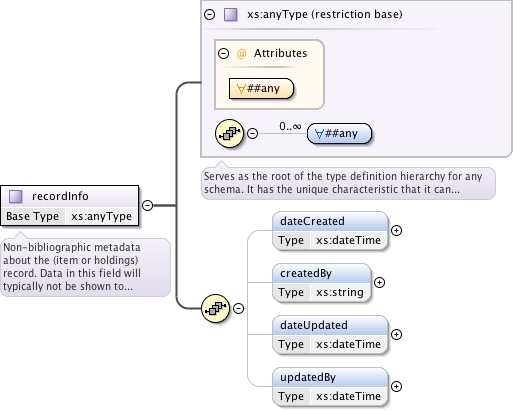 xs:anyType (restriction base)
@ Attributes
∀##any
0..∞
∀##any
Serves as the root of the type definition hierarchy for any
schema. It has the unique characteristic that it can...
recordInfo
Base Type xs:anyType
Non-bibliographic metadata
about the (item or holdings)
record. Data in this field will
typically not be shown to...
dateCreated
Type xs:dateTime
createdBy
Type xs:string
dateUpdated
Type xs:dateTime
updatedBy
Type xs:dateTime